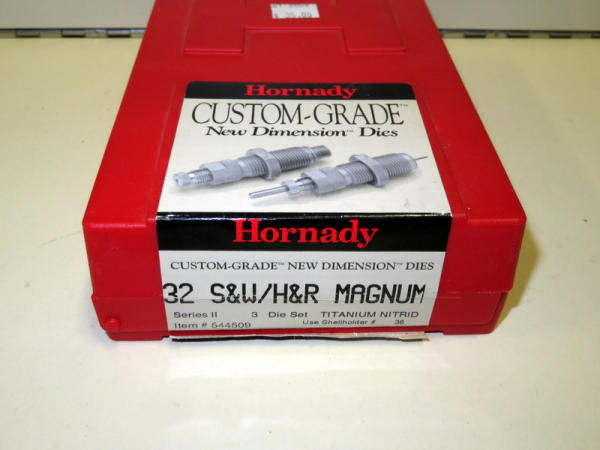 Hornady
CUSTOM-GRADE™
New Dimension™ Dies
Hornady
CUSTOM-GRADE™ NEW DIMENSION™ DIES
32 S&W/H&R MAGNUM
Series II 3 Die Set TITANIUM NITRID
Item # 544509 Use Shellholder # 36